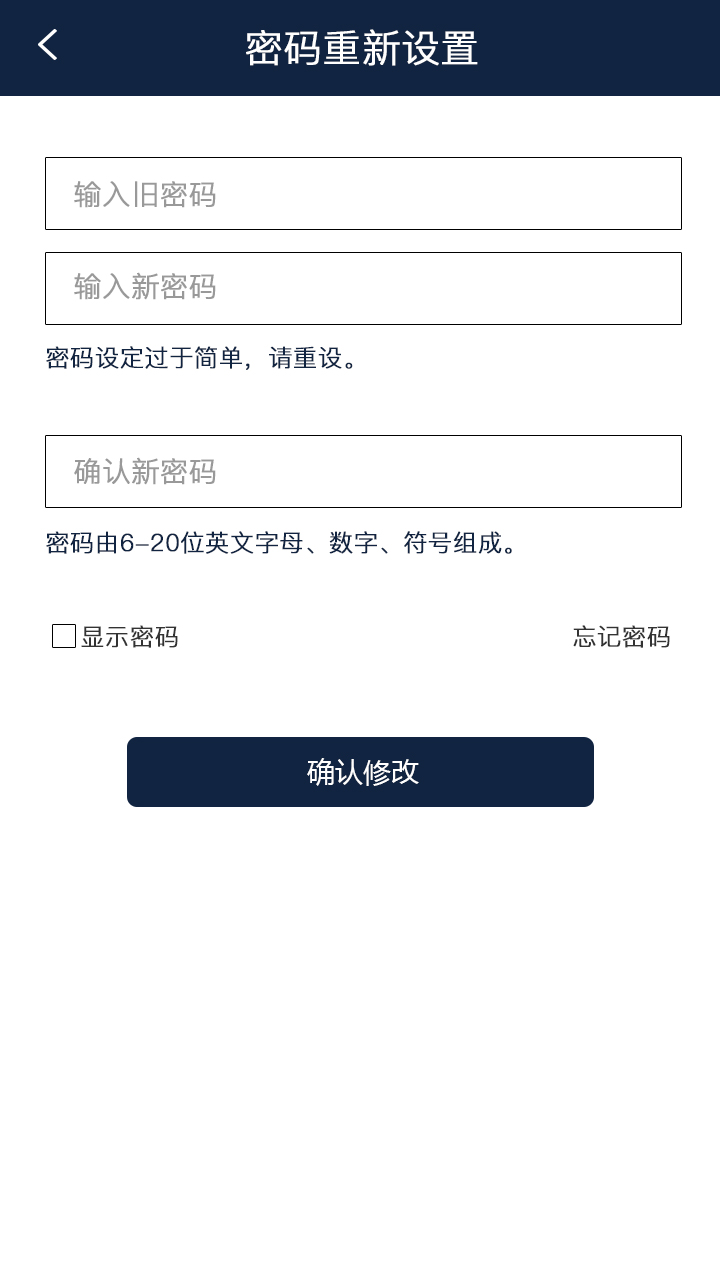 密码重新设置
输入旧密码
输入新密码
密码设定过于简单，请重设。
确认新密码
密码由6–20位英文字母、数字、符号组成。
显示密码 忘记密码
确认修改